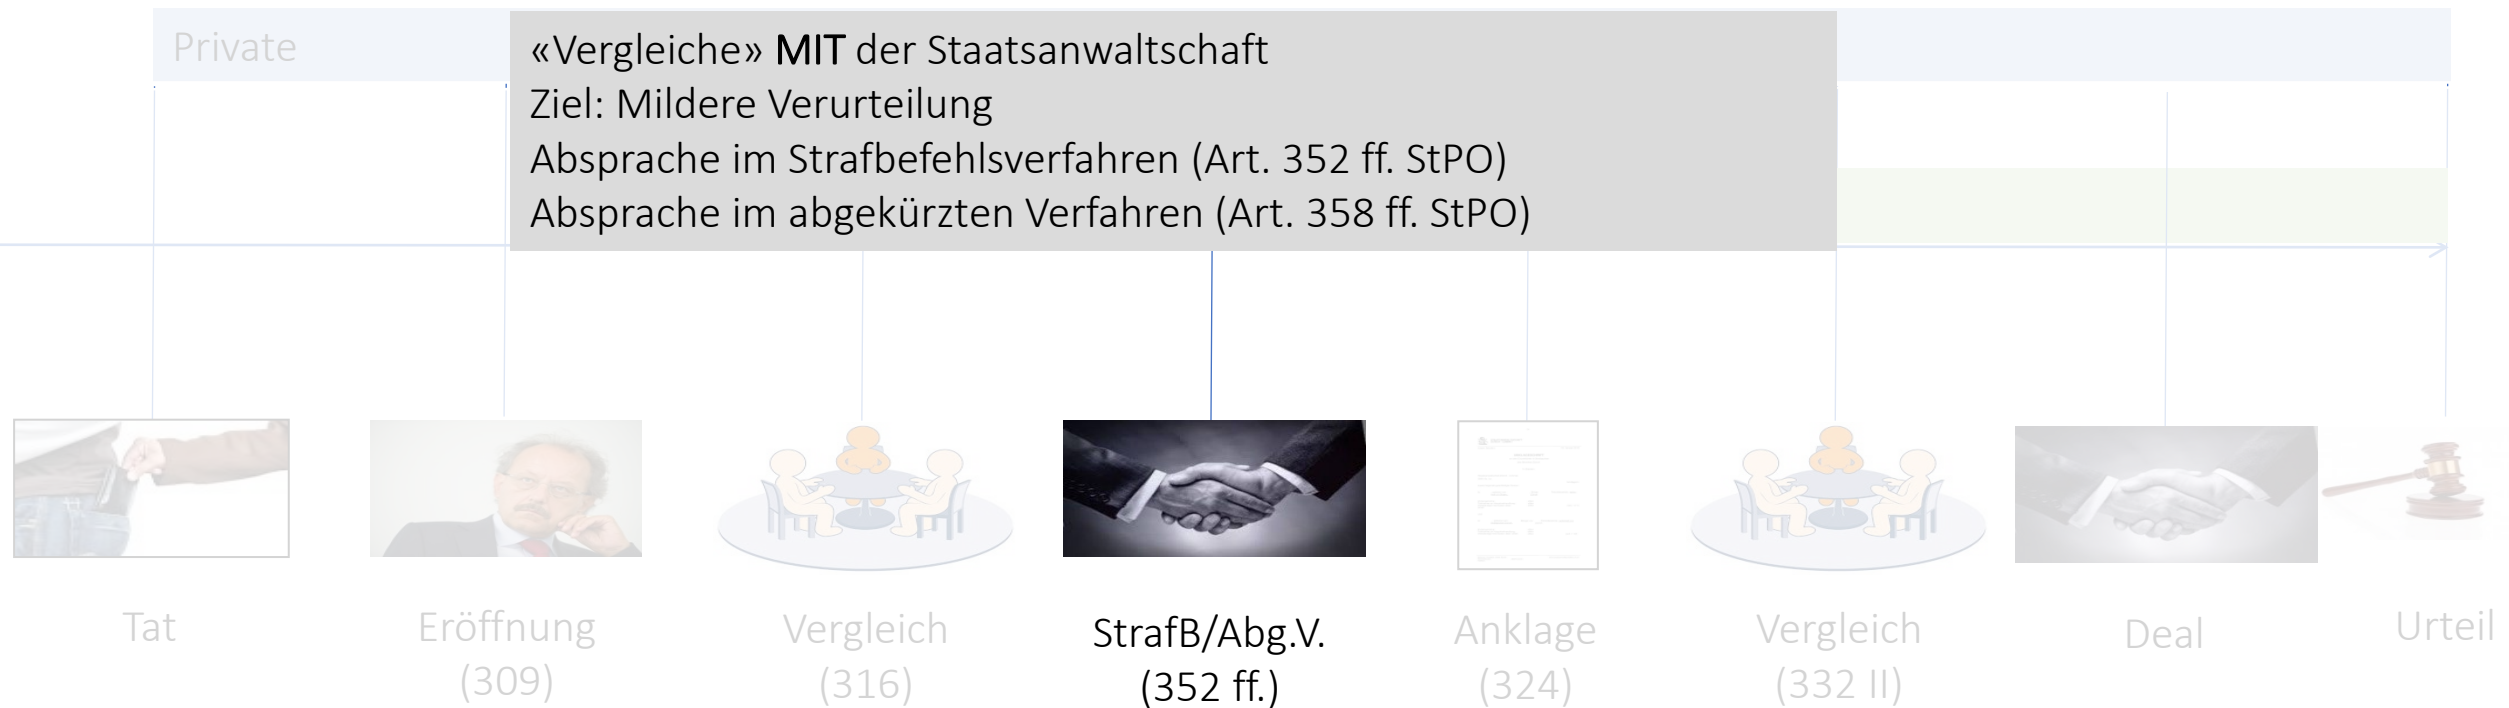 Private
«Vergleiche» MIT der Staatsanwaltschaft
Ziel: Mildere Verurteilung
Absprache im Strafbefehlsverfahren (Art. 352 ff. StPO)
Absprache im abgekürzten Verfahren (Art. 358 ff. StPO)
Tat
Eröffnung
(309)
Vergleich
(316)
StrafB/Abg.V.
(352 ff.)
Anklage
(324)
Vergleich
(332 II)
Deal
Urteil